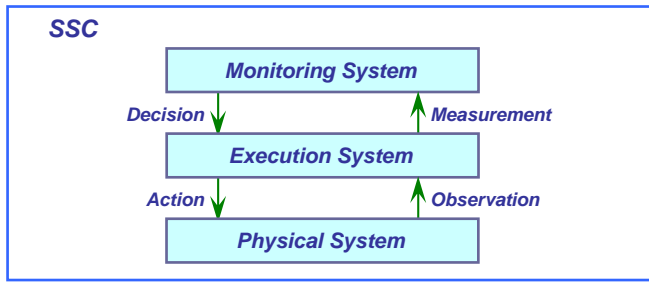 SSC
Monitoring System
Decision
Measurement
Execution System
Action
Observation
Physical System